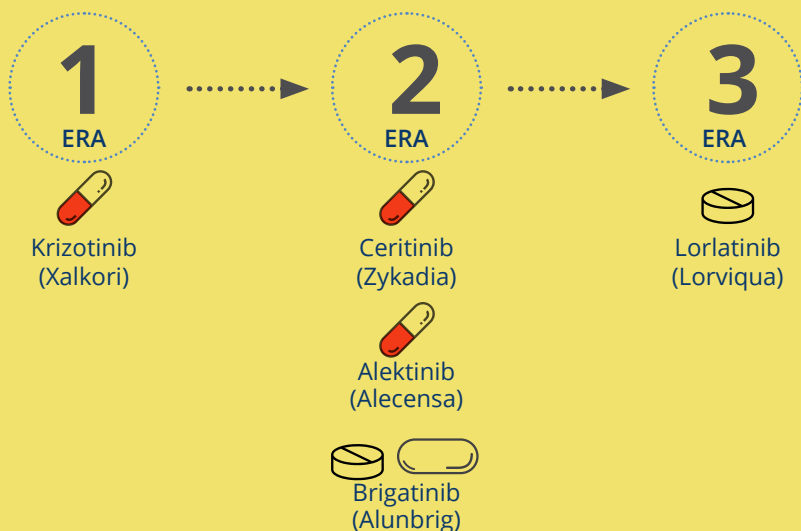 1
ERA
2
ERA
3
ERA
Krizotinib
(Xalkori)
Ceritinib
(Zykadia)
Lorlatinib
(Lorviqua)
Alektinib
(Alecensa)
Brigatinib
(Alunbrig)